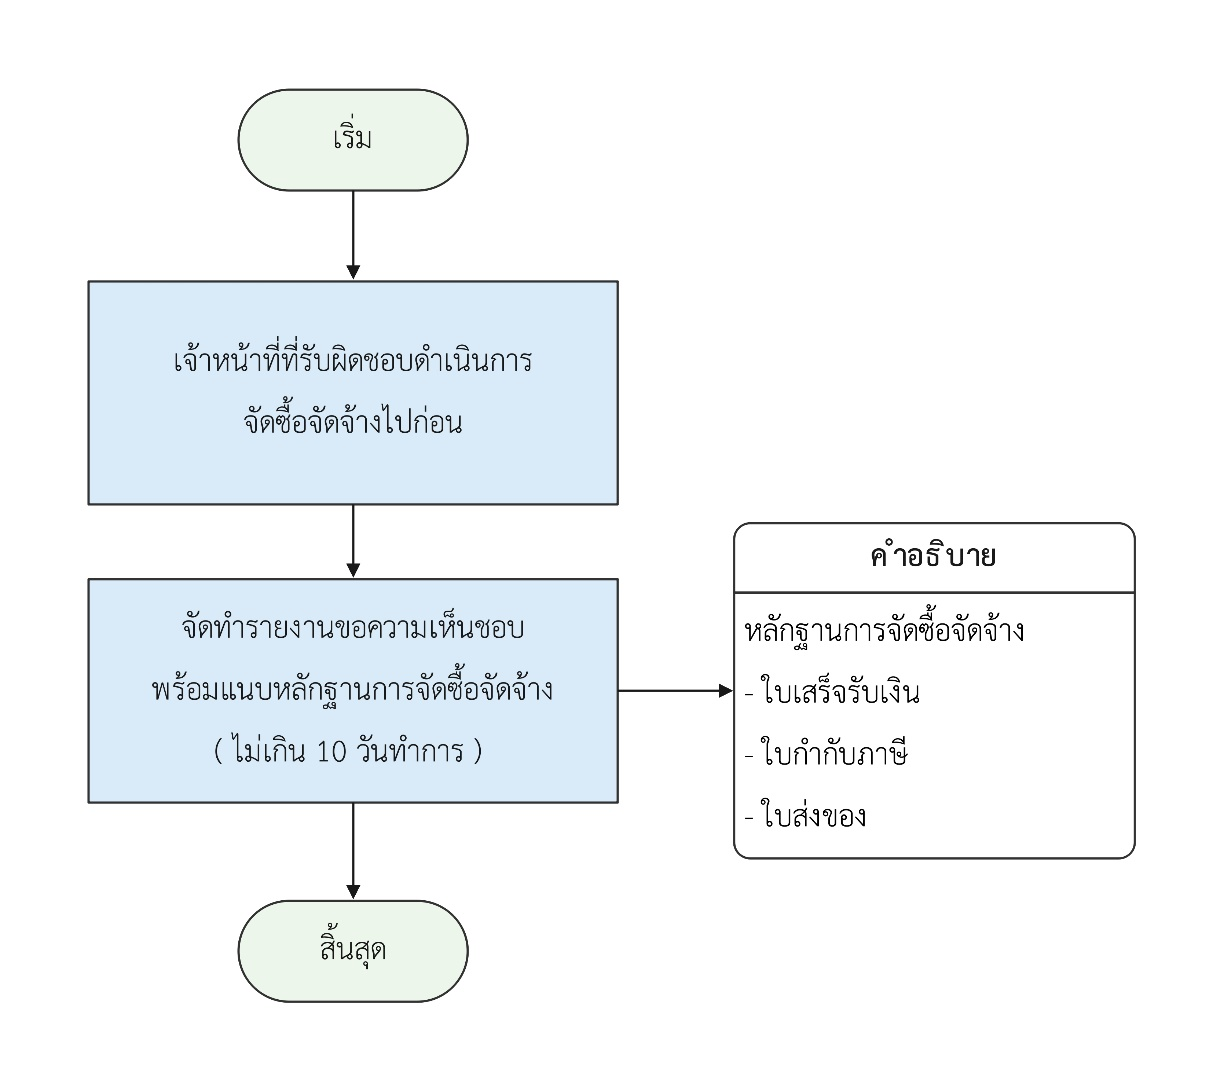 เริ่ม
เจ้าหน้าที่ที่รับผิดชอบดำเนินการ
จัดซื้อจัดจ้างไปก่อน
จัดทำรายงานขอความเห็นชอบ
พร้อมแนบหลักฐานการจัดซื้อจัดจ้าง
( ไม่เกิน 10 วันทำการ )
คำอธิบาย
หลักฐานการจัดซื้อจัดจ้าง
- ใบเสร็จรับเงิน
- ใบกำกับภาษี
- ใบส่งของ
สิ้นสุด